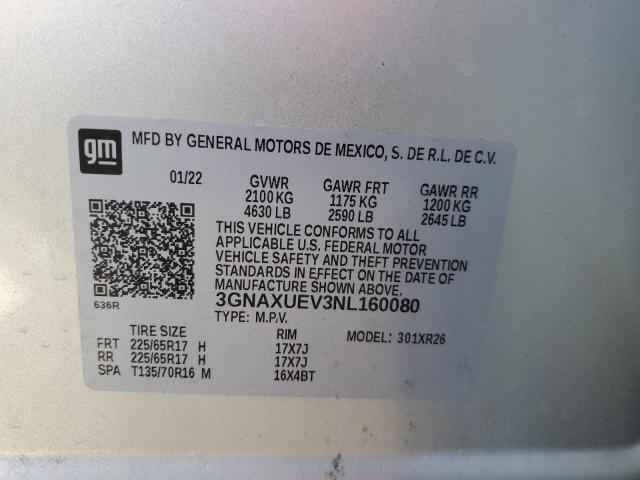 gm
MFD BY GENERAL MOTORS DE MEXICO, S. DE R.L. DE C.V.
01/22 GVWR GAWR FRT GAWR RR
2100 KG 1175 KG 1200 KG
4630 LB 2590 LB 2645 LB
THIS VEHICLE CONFORMS TO ALL
APPLICABLE U.S. FEDERAL MOTOR
VEHICLE SAFETY AND THEFT PREVENTION
STANDARDS IN EFFECT ON THE DATE OF
MANUFACTURE SHOWN ABOVE.
3GNAXUEV3NL160080
636R
TYPE: M.P.V.
TIRE SIZE RIM MODEL: 301XR26
FRT 225/65R17 H 17X7J
RR 225/65R17 H 17X7J
SPA T135/70R16 M 16X4BT